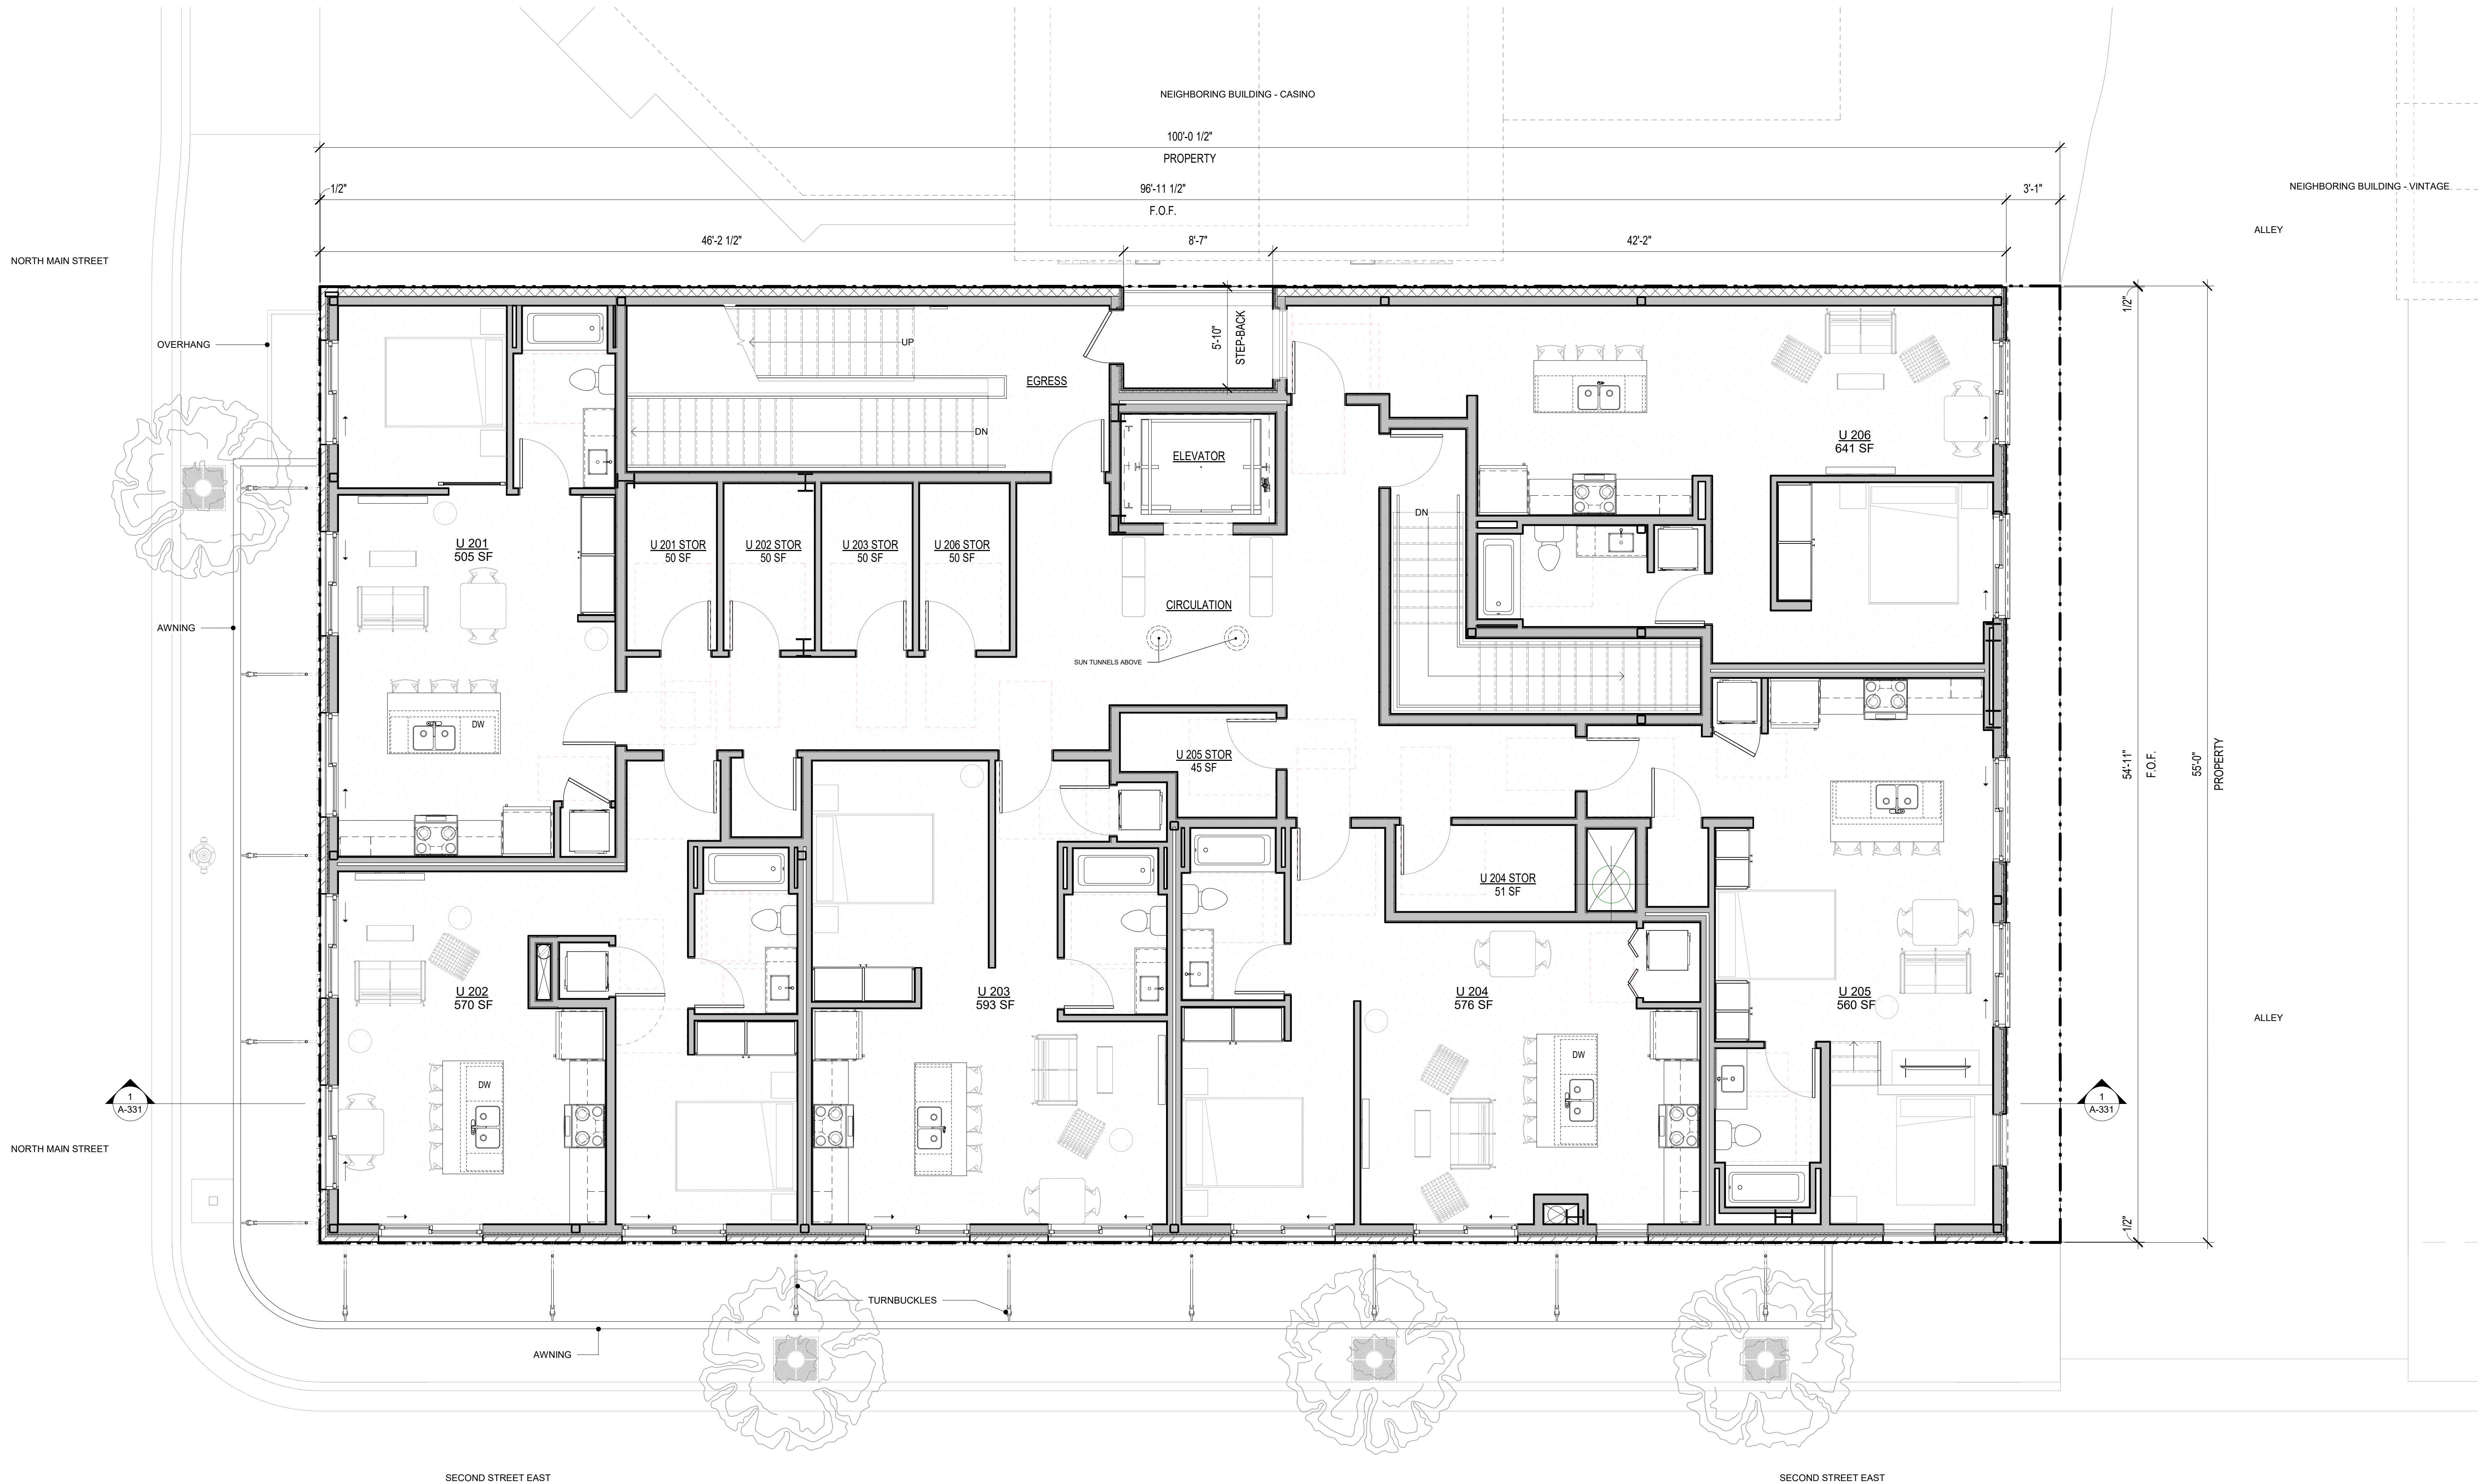 NEIGHBORING BUILDING - CASINO
100'-0 1/2"
PROPERTY
1/2"
96'-11 1/2"
3'-1"
NEIGHBORING BUILDING - VINTAGE
F.O.F.
ALLEY
46'-2 1/2"
8'-7"
42'-2"
NORTH MAIN STREET
1/2"
OVERHANG
UP
5'-10"
STEP-BACK
EGRESS
DN
U 206
641 SF
ELEVATOR
DN
U 201
505 SF
U 201 STOR
50 SF
U 202 STOR
50 SF
U 203 STOR
50 SF
U 206 STOR
50 SF
CIRCULATION
AWNING
SUN TUNNELS ABOVE
DW
U 205 STOR
45 SF
54'-11"
F.O.F.
55'-0"
PROPERTY
U 204 STOR
51 SF
U 202
570 SF
U 203
593 SF
U 204
576 SF
U 205
560 SF
ALLEY
DW
DW
1
A-331
1
A-331
NORTH MAIN STREET
1/2"
TURNBUCKLES
AWNING
SECOND STREET EAST
SECOND STREET EAST